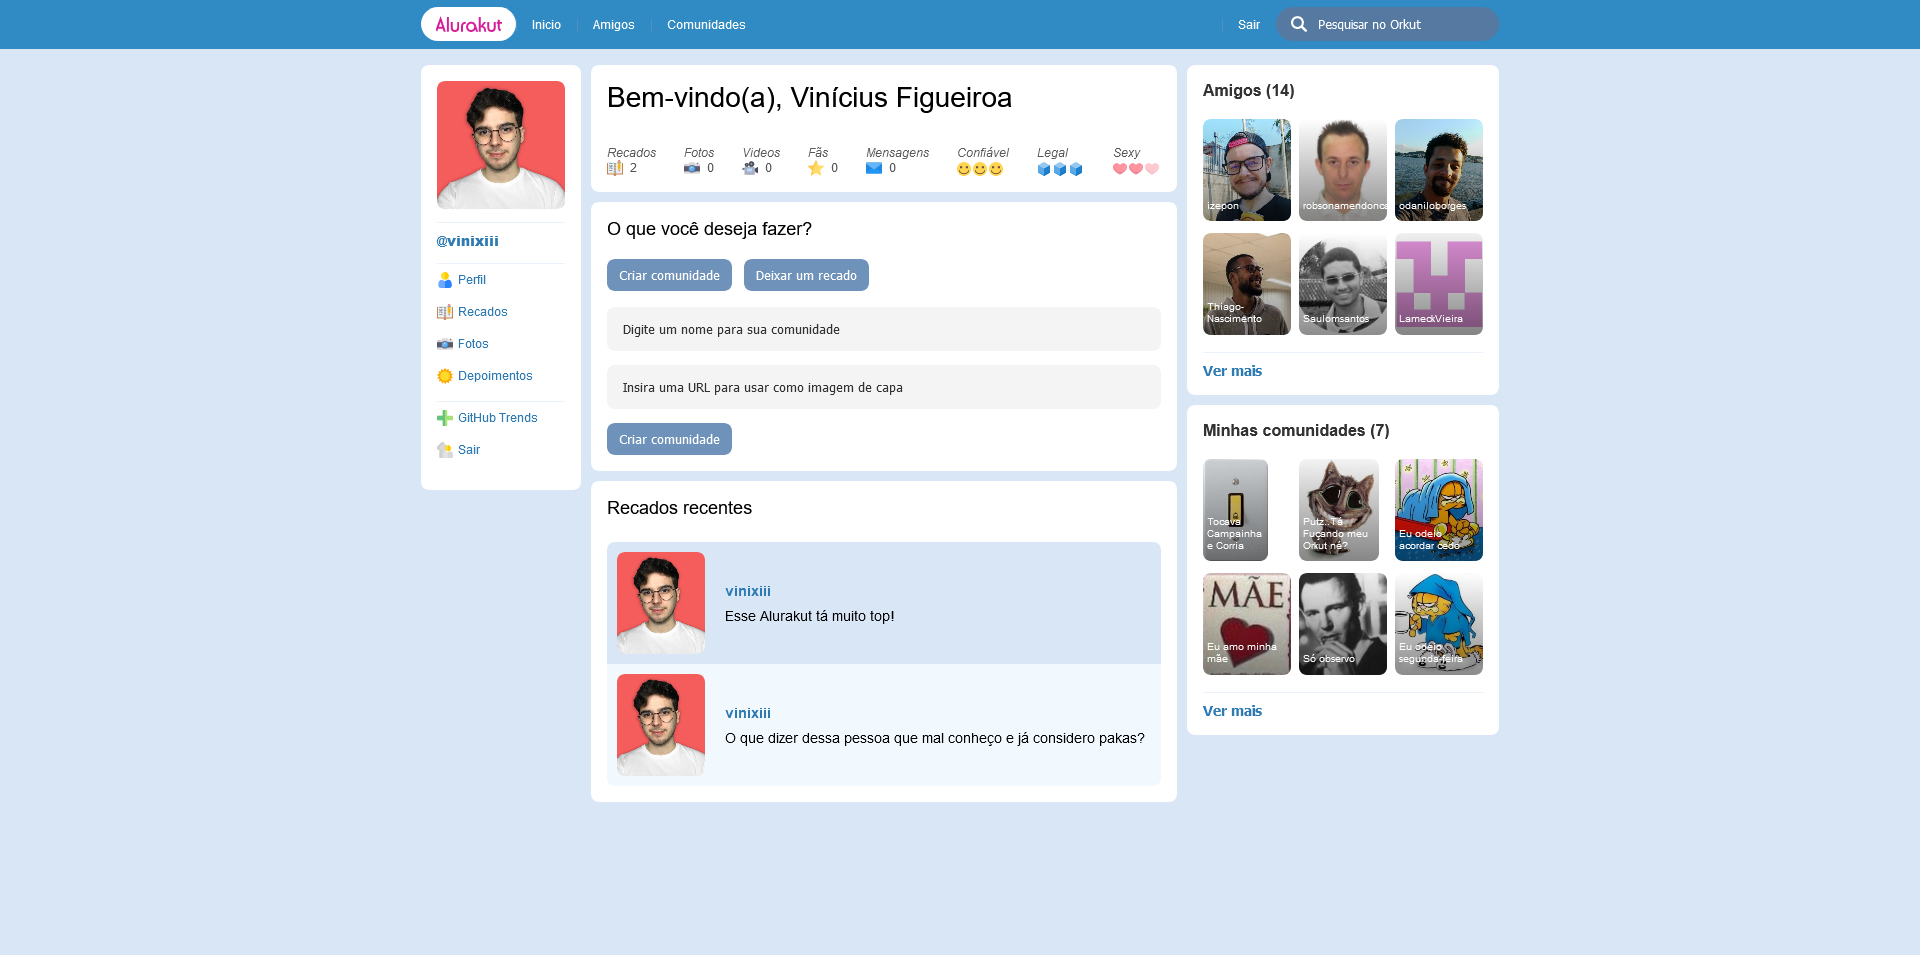 Alurakut
Inicio
Amigos
Comunidades
Sair
Pesquisar no Orkut
@vinixiii
Perfil
Recados
Fotos
Depoimentos
GitHub Trends
Sair
Bem-vindo(a), Vinícius Figueiroa
Recados
2
Fotos
0
Videos
0
Fãs
0
Mensagens
0
Confiável
Legal
Sexy
O que você deseja fazer?
Criar comunidade
Deixar um recado
Digite um nome para sua comunidade
Insira uma URL para usar como imagem de capa
Criar comunidade
Recados recentes
vinixiii
Esse Alurakut tá muito top!
vinixiii
O que dizer dessa pessoa que mal conheço e já considero pakas?
Amigos (14)
izepon
robsonamendonca
odaniloborges
Thiago-
Nascimento
Saulomsantos
LameckVieira
Ver mais
Minhas comunidades (7)
Tocava
Campainha
e Corria
Putz..Tá
Fuçando meu
Orkut né?
Eu odeio
acordar cedo
MÃE
Eu amo minha
mãe
Só observo
Eu odeio
segunda-feira
Ver mais